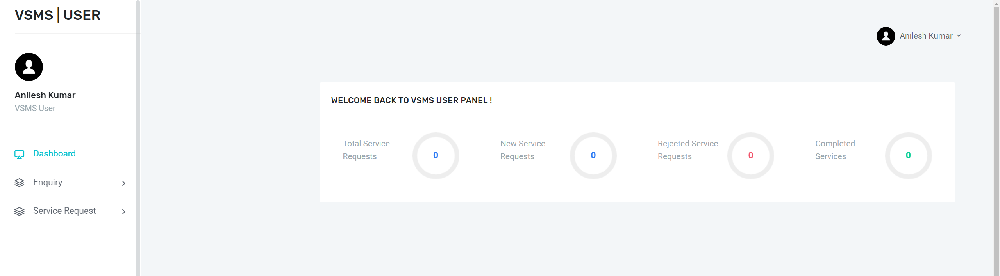 VSMS | USER
Anilesh Kumar
Anilesh Kumar
VSMS User
Dashboard
Enquiry
Service Request
WELCOME BACK TO VSMS USER PANEL !
Total Service
Requests
0
New Service
Requests
0
Rejected Service
Requests
0
Completed
Services
0